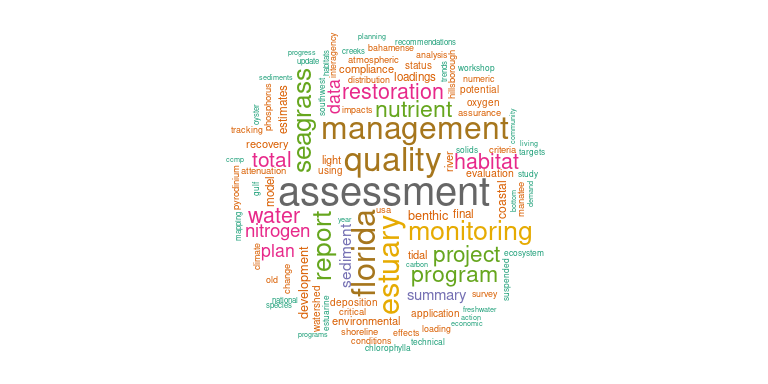 planning
recommendations
progress
creeks
bahamense
interagency
analysis
update
habitats
atmospheric
status
trends
hillsborough
workshop
sediments
seagrass
southwest
data
compliance
distribution
loadings
numeric
phosphorus
estimates
restoration
potential
oyster
impacts
nutrient
oxygen
assurance
community
tracking
management
recovery
solids
criteria
living
targets
ccmp
total
light
quality
river
habitat
attenuation
using
evaluation
study
pyrodinium
gulf
model
assessment
coastal
bottom
manatee
demand
mapping
water
report
year
florida
usa
benthic
final
nitrogen
estuary
monitoring
climate
plan
sediment
tidal
project
ecosystem
carbon
program
suspended
old
change
development
summary
survey
national
species
watershed
estuarine
deposition
critical
application
freshwater
action
environmental
economic
programs
shoreline
effects
loading
conditions
technical
chlorophylla